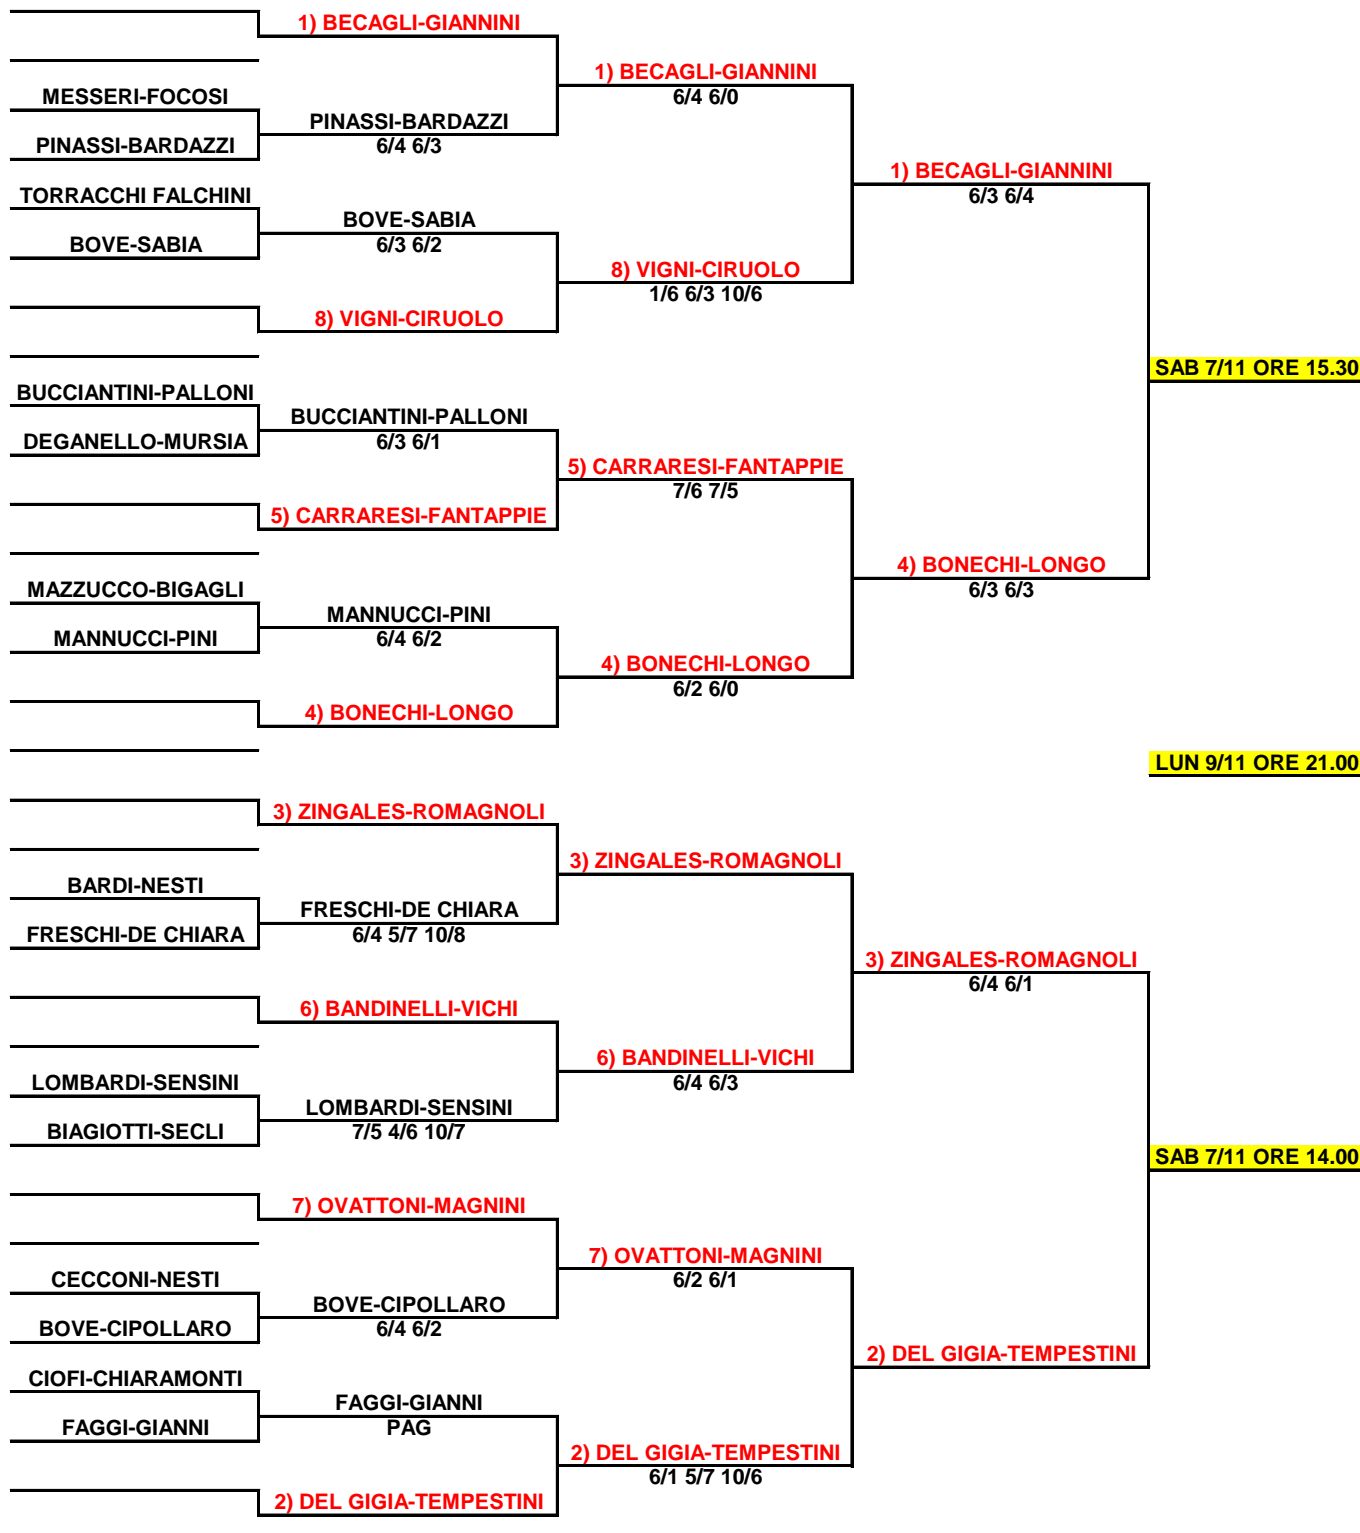 1) BECAGLI-GIANNINI
1) BECAGLI-GIANNINI
6/4 6/0
MESSERI-FOCOSI
PINASSI-BARDAZZI
6/4 6/3
PINASSI-BARDAZZI
1) BECAGLI-GIANNINI
6/3 6/4
TORRACCHI FALCHINI
BOVE-SABIA
6/3 6/2
BOVE-SABIA
8) VIGNI-CIRUOLO
1/6 6/3 10/6
8) VIGNI-CIRUOLO
SAB 7/11 ORE 15.30
BUCCIANTINI-PALLONI
BUCCIANTINI-PALLONI
6/3 6/1
DEGANELLO-MURSIA
5) CARRARESI-FANTAPPIE
7/6 7/5
5) CARRARESI-FANTAPPIE
4) BONECHI-LONGO
6/3 6/3
MAZZUCCO-BIGAGLI
MANNUCCI-PINI
6/4 6/2
MANNUCCI-PINI
4) BONECHI-LONGO
6/2 6/0
4) BONECHI-LONGO
LUN 9/11 ORE 21.00
3) ZINGALES-ROMAGNOLI
3) ZINGALES-ROMAGNOLI
BARDI-NESTI
FRESCHI-DE CHIARA
6/4 5/7 10/8
FRESCHI-DE CHIARA
3) ZINGALES-ROMAGNOLI
6/4 6/1
6) BANDINELLI-VICHI
6) BANDINELLI-VICHI
6/4 6/3
LOMBARDI-SENSINI
LOMBARDI-SENSINI
7/5 4/6 10/7
BIAGIOTTI-SECLI
SAB 7/11 ORE 14.00
7) OVATTONI-MAGNINI
7) OVATTONI-MAGNINI
6/2 6/1
CECCONI-NESTI
BOVE-CIPOLLARO
6/4 6/2
BOVE-CIPOLLARO
2) DEL GIGIA-TEMPESTINI
CIOFI-CHIARAMONTI
FAGGI-GIANNI
PAG
FAGGI-GIANNI
2) DEL GIGIA-TEMPESTINI
6/1 5/7 10/6
2) DEL GIGIA-TEMPESTINI